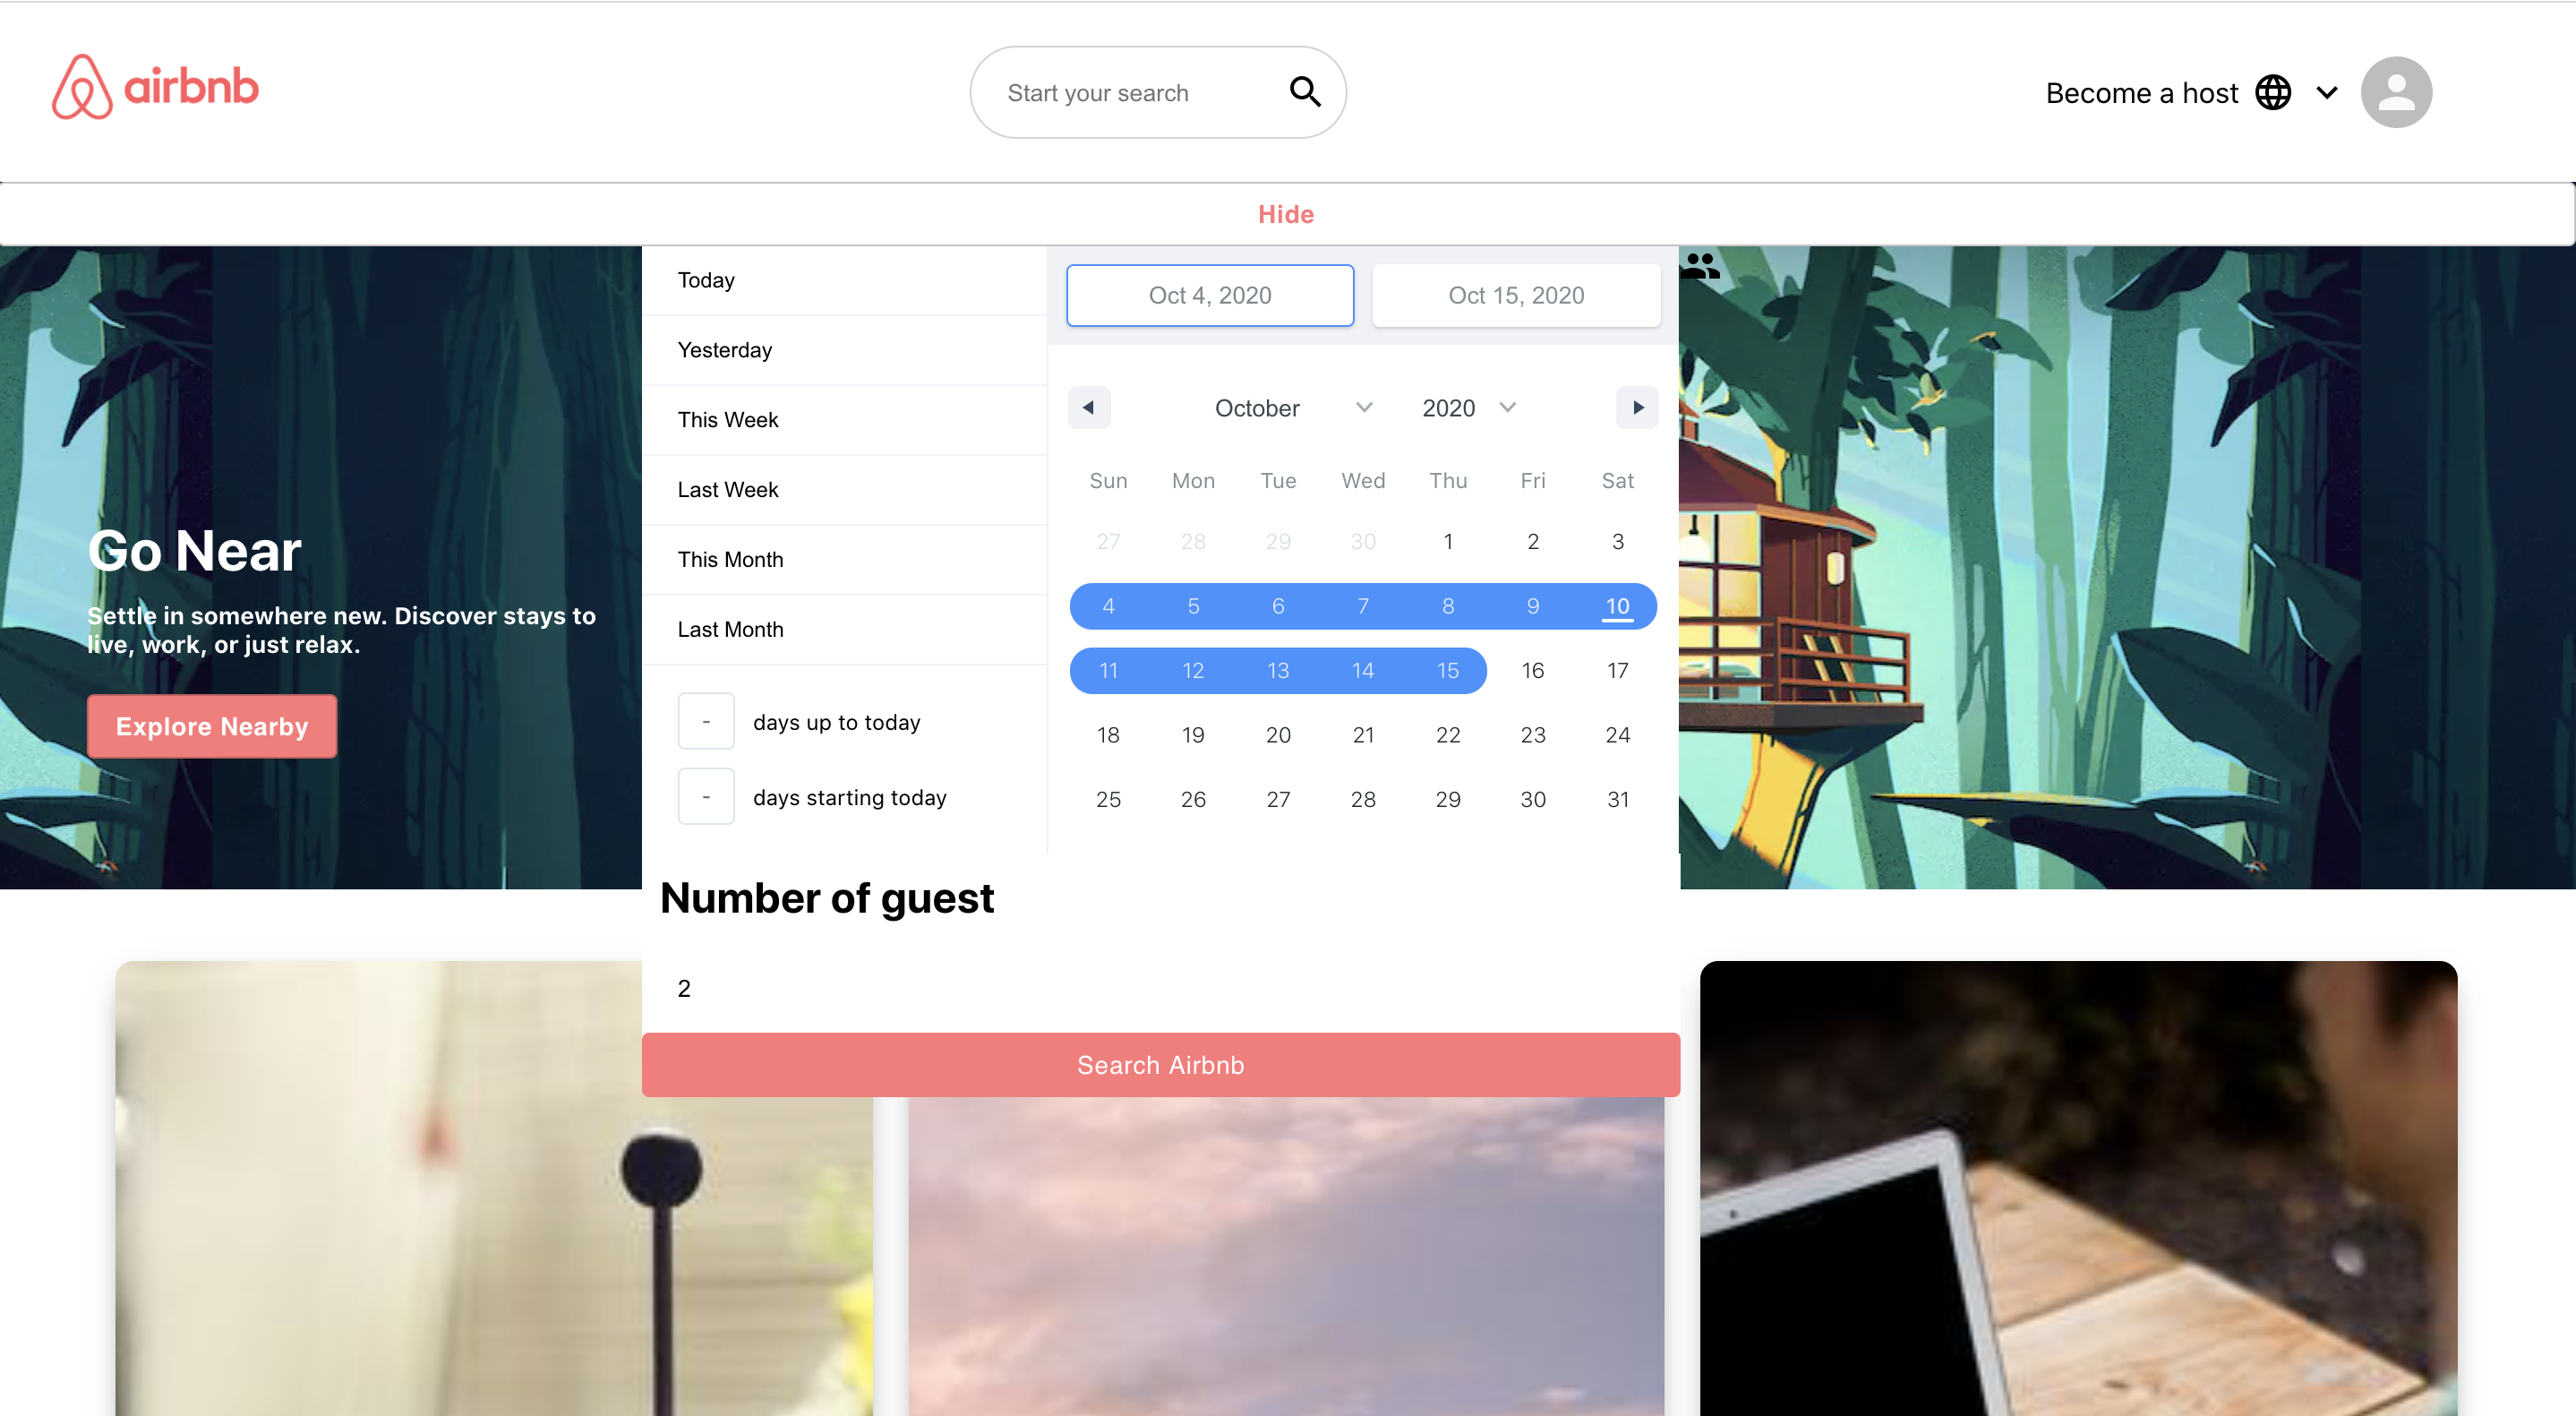 airbnb
Start your search
Become a host
Hide
Today
Yesterday
This Week
Last Week
This Month
Last Month
- days up to today
- days starting today
Oct 4, 2020 Oct 15, 2020
October 2020
Sun Mon Tue Wed Thu Fri Sat
27 28 29 30 1 2 3
4 5 6 7 8 9 10
11 12 13 14 15 16 17
18 19 20 21 22 23 24
25 26 27 28 29 30 31
Go Near
Settle in somewhere new. Discover stays to
live, work, or just relax.
Explore Nearby
Number of guest
2
Search Airbnb